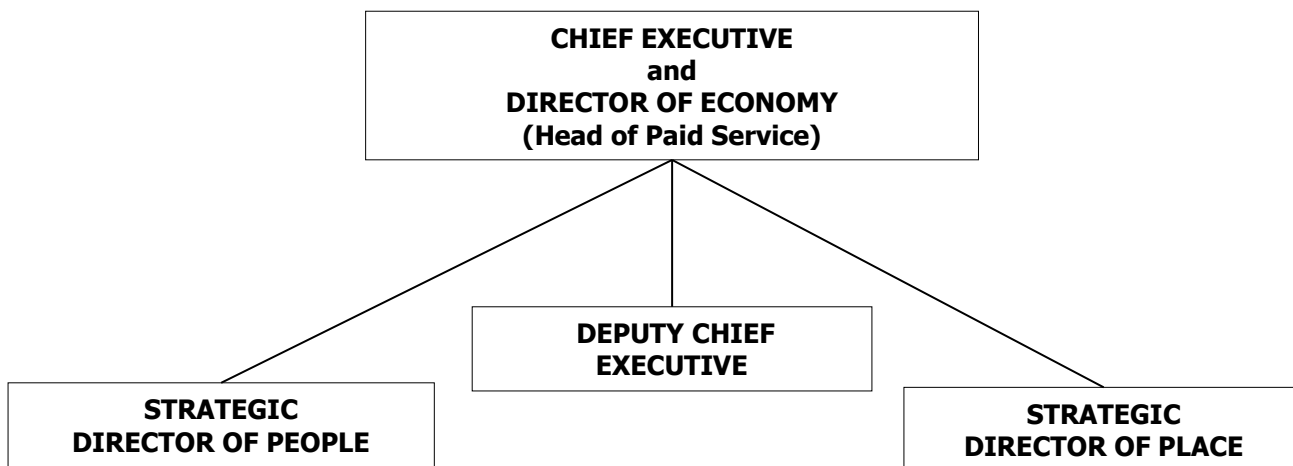 CHIEF EXECUTIVE
and
DIRECTOR OF ECONOMY
(Head of Paid Service)
DEPUTY CHIEF
EXECUTIVE
STRATEGIC
DIRECTOR OF PEOPLE
STRATEGIC
DIRECTOR OF PLACE